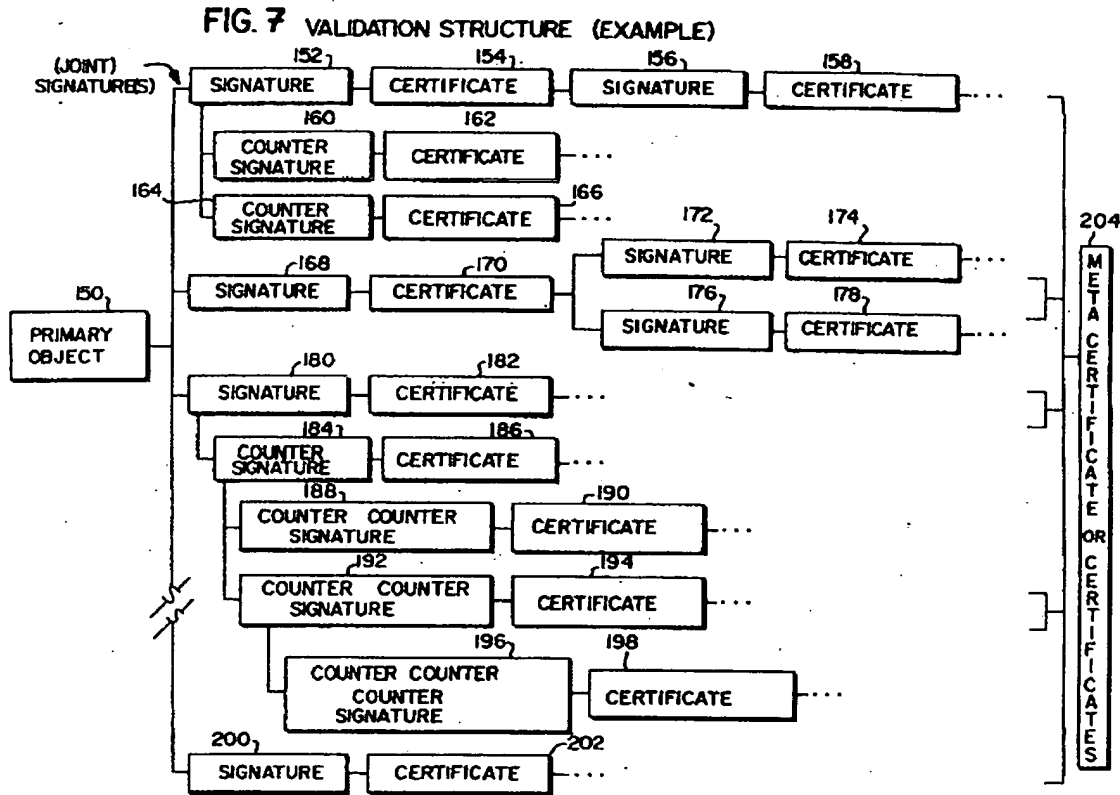 FIG. 7 VALIDATION STRUCTURE (EXAMPLE)
(JOINT)
SIGNATURE(S)
152
154
156
158
SIGNATURE
CERTIFICATE
SIGNATURE
CERTIFICATE
160
162
COUNTER
SIGNATURE
CERTIFICATE
164
166
COUNTER
SIGNATURE
CERTIFICATE
172
174
SIGNATURE
CERTIFICATE
168
170
SIGNATURE
CERTIFICATE
176
178
SIGNATURE
CERTIFICATE
150
PRIMARY
OBJECT
180
182
SIGNATURE
CERTIFICATE
184
186
COUNTER
SIGNATURE
CERTIFICATE
188
190
COUNTER COUNTER
SIGNATURE
CERTIFICATE
192
194
COUNTER COUNTER
SIGNATURE
CERTIFICATE
196
198
COUNTER COUNTER
COUNTER
SIGNATURE
CERTIFICATE
200
202
SIGNATURE
CERTIFICATE
204
META CERTIFICATE OR CERTIFICATES